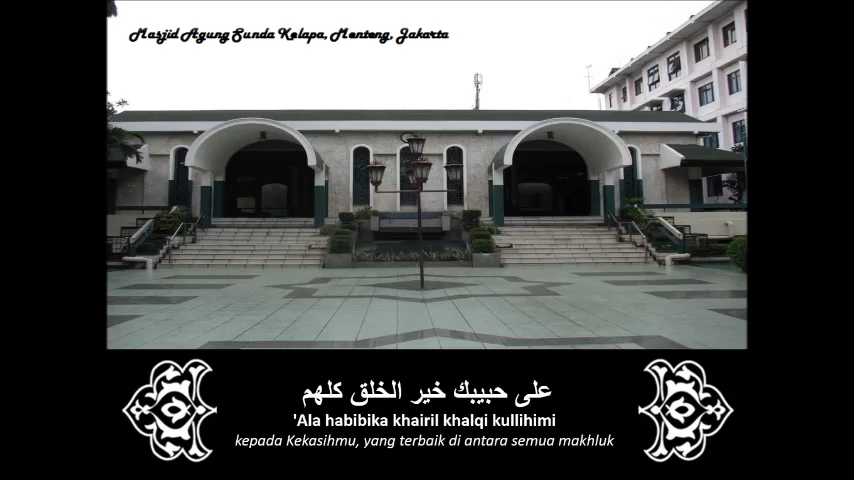 Masjid Agung Sunda Kelapa, Menteng, Jakarta
على حبيبك خير الخلق كلهم
'Ala habibika khairil khalqi kullihimi
kepada Kekasihmu, yang terbaik di antara semua makhluk